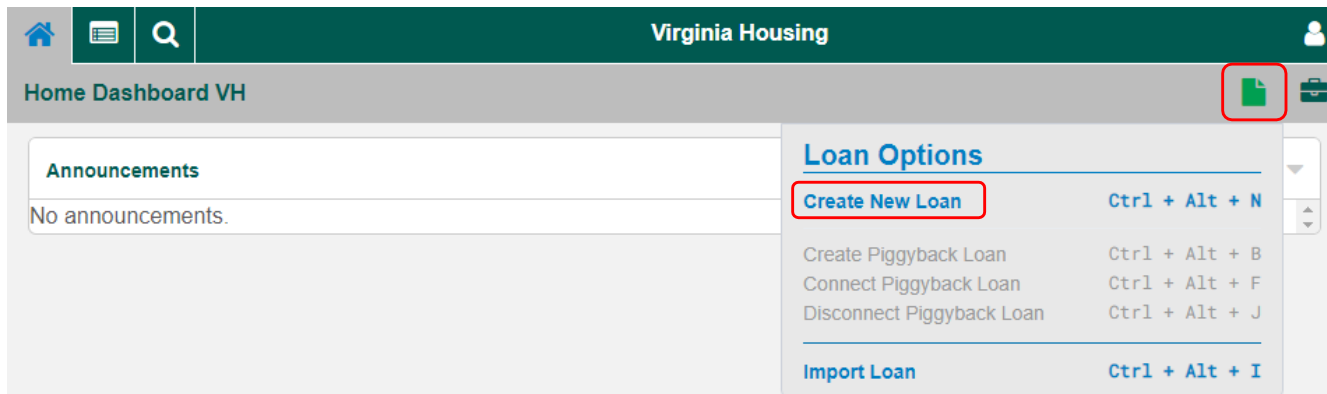 Virginia Housing
Home Dashboard VH
Announcements
No announcements.
Loan Options
Create New Loan Ctrl + Alt + N
Create Piggyback Loan Ctrl + Alt + B
Connect Piggyback Loan Ctrl + Alt + F
Disconnect Piggyback Loan Ctrl + Alt + J
Import Loan Ctrl + Alt + I